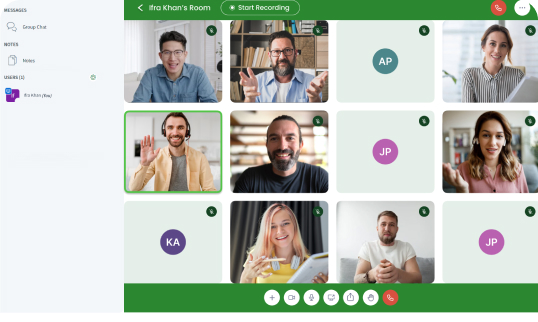 MESSAGES
Group Chat
NOTES
Notes
USERS (1)
Ifra Khan (You)
Ifra Khan's Room
Start Recording
AP
JP
KA
JP